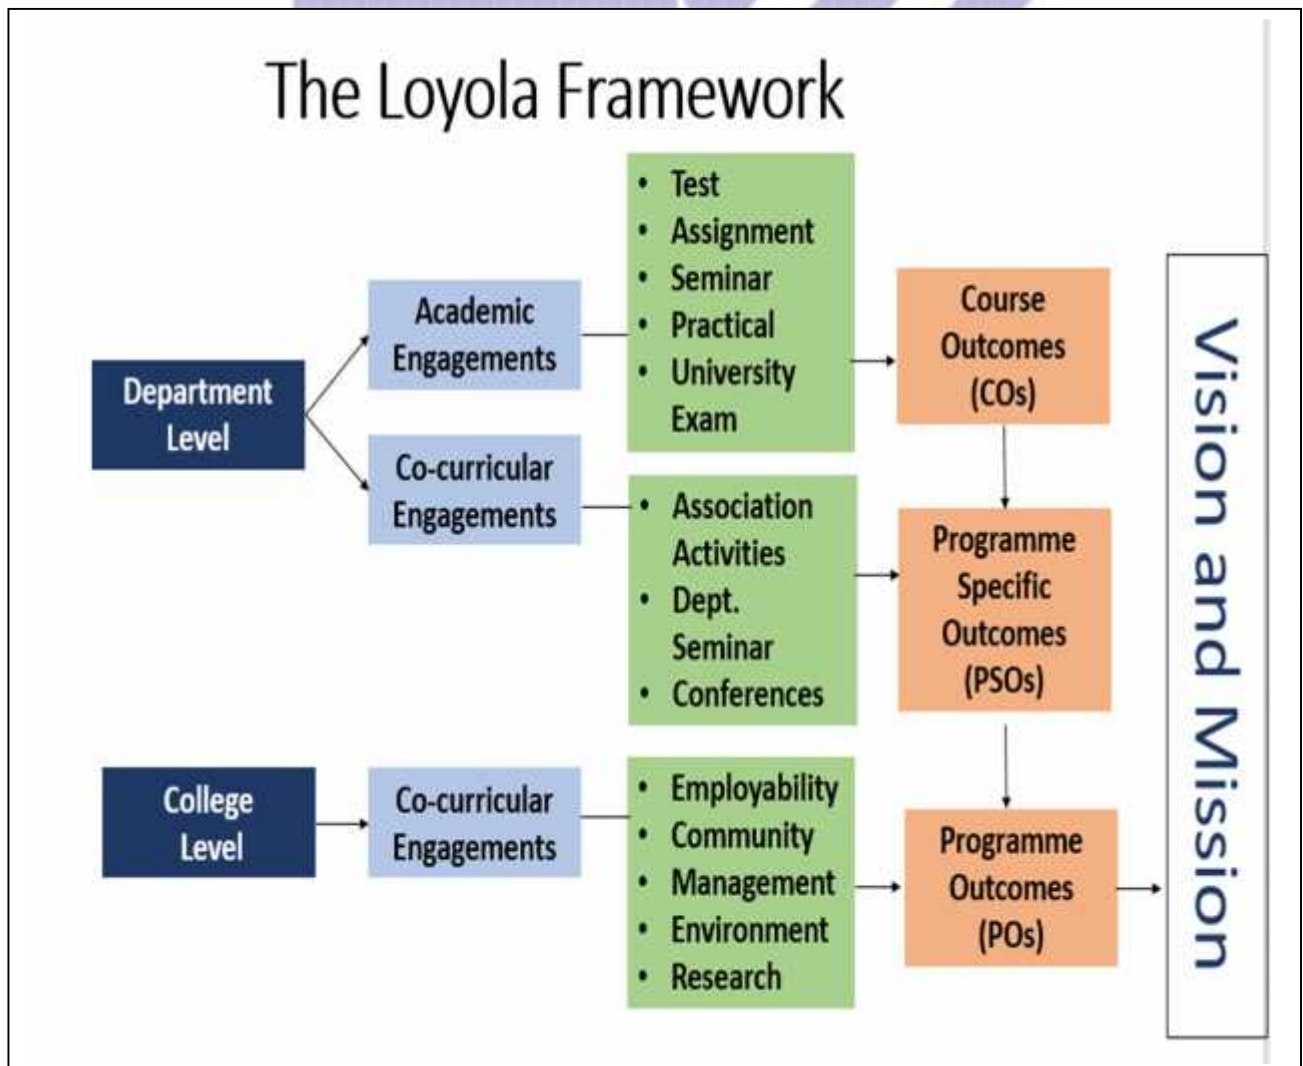 The Loyola Framework
Department
Level
Academic
Engagements
• Test
• Assignment
• Seminar
• Practical
• University
Exam
Course
Outcomes
(COs)
Co-curricular
Engagements
• Association
Activities
• Dept.
Seminar
• Conferences
Programme
Specific
Outcomes
(PSOs)
College
Level
Co-curricular
Engagements
• Employability
• Community
• Management
• Environment
• Research
Programme
Outcomes
(POs)
Vision and Mission